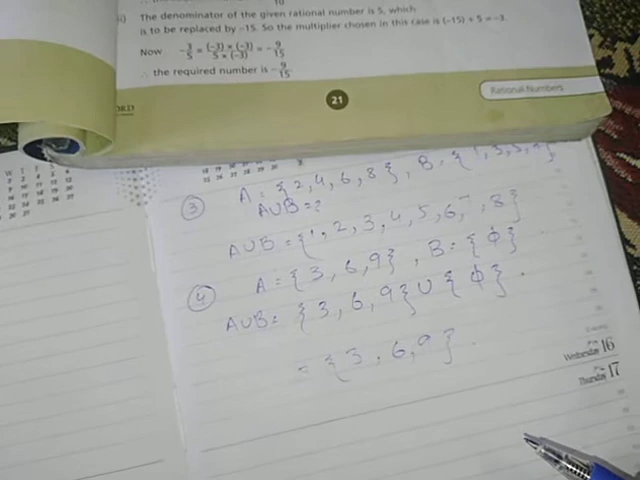 ii) The denominator of the given rational number is 5, which
is to be replaced by –15. So the multiplier chosen in this case is (–15) ÷ 5 = –3.
Now -3/5 = (–3) × (–3) / 5 × (–3) = -9/15
∴ the required number is -9/15
21
Rational Numbers
③ A = {2, 4, 6, 8}, B = {1, 3, 5,
A∪B = ?
A∪B = {1, 2, 3, 4, 5, 6, 8}
④ A = {3, 6, 9}, B = {ϕ}
A∪B = {3, 6, 9} ∪ {ϕ}.
= {3, 6, 9}.
Wednesday 16
Thursday 17